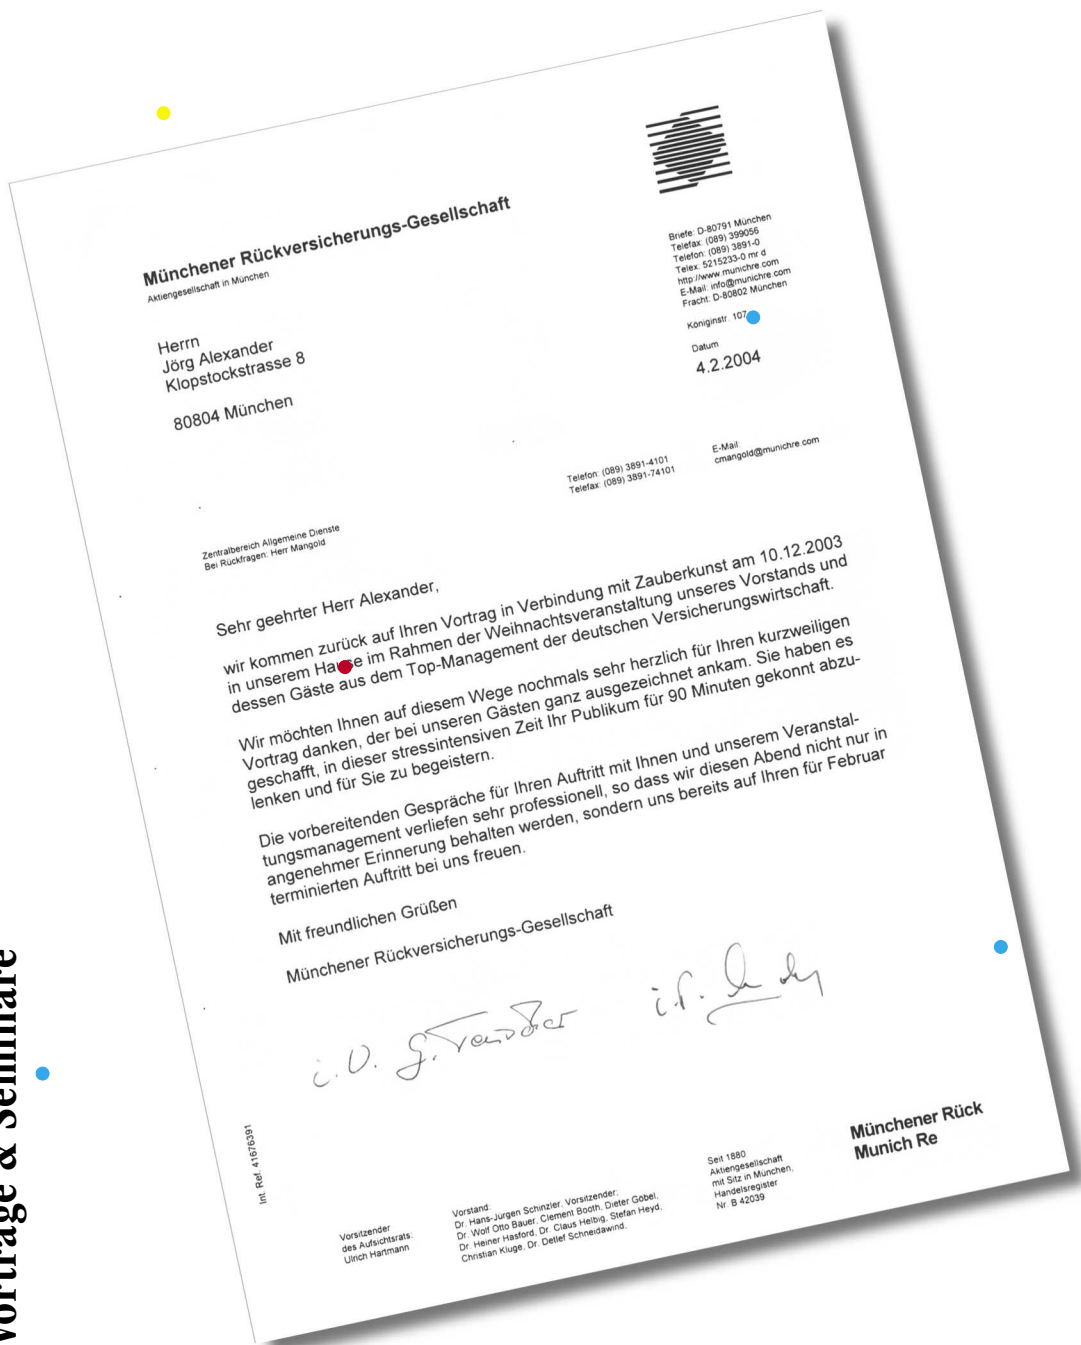 Münchener Rückversicherungs-Gesellschaft
Aktiengesellschaft in München
Briefe: D-80791 München
Telefax: (089) 399056
Telefon: (089) 3891-0
Telex: 5215233-0 mr d
http://www.munichre.com
E-Mail: info@munichre.com
Fracht: D-80802 München
Königinstr. 107
Datum
4.2.2004
Herrn
Jörg Alexander
Klopstockstrasse 8
80804 München
Telefon: (089) 3891-4101
Telefax: (089) 3891-74101
E-Mail:
cmangold@munichre.com
Zentralbereich Allgemeine Dienste
Bei Rückfragen: Herr Mangold
Sehr geehrter Herr Alexander,
wir kommen zurück auf Ihren Vortrag in Verbindung mit Zauberkunst am 10.12.2003
in unserem Hause im Rahmen der Weihnachtsveranstaltung unseres Vorstands und
dessen Gäste aus dem Top-Management der deutschen Versicherungswirtschaft.
Wir möchten Ihnen auf diesem Wege nochmals sehr herzlich für Ihren kurzweiligen
Vortrag danken, der bei unseren Gästen ganz ausgezeichnet ankam. Sie haben es
geschafft, in dieser stressintensiven Zeit Ihr Publikum für 90 Minuten gekonnt abzu-
lenken und für Sie zu begeistern.
Die vorbereitenden Gespräche für Ihren Auftritt mit Ihnen und unserem Veranstal-
tungsmanagement verliefen sehr professionell, so dass wir diesen Abend nicht nur in
angenehmer Erinnerung behalten werden, sondern uns bereits auf Ihren für Februar
terminierten Auftritt bei uns freuen.
Mit freundlichen Grüßen
Münchener Rückversicherungs-Gesellschaft
i.V.
Int. Ref. 41676391
Vorsitzender
des Aufsichtsrats:
Ulrich Hartmann
Vorstand:
Dr. Hans-Jürgen Schinzler, Vorsitzender;
Dr. Wolf Otto Bauer, Clement Booth, Dieter Göbel,
Dr. Heiner Hasford, Dr. Claus Helbig, Stefan Heyd,
Christian Kluge, Dr. Detlef Schneidawind,
Seit 1880
Aktiengesellschaft
mit Sitz in München,
Handelsregister
Nr. B 42039
Münchener Rück
Munich Re
Vorträge & Seminare